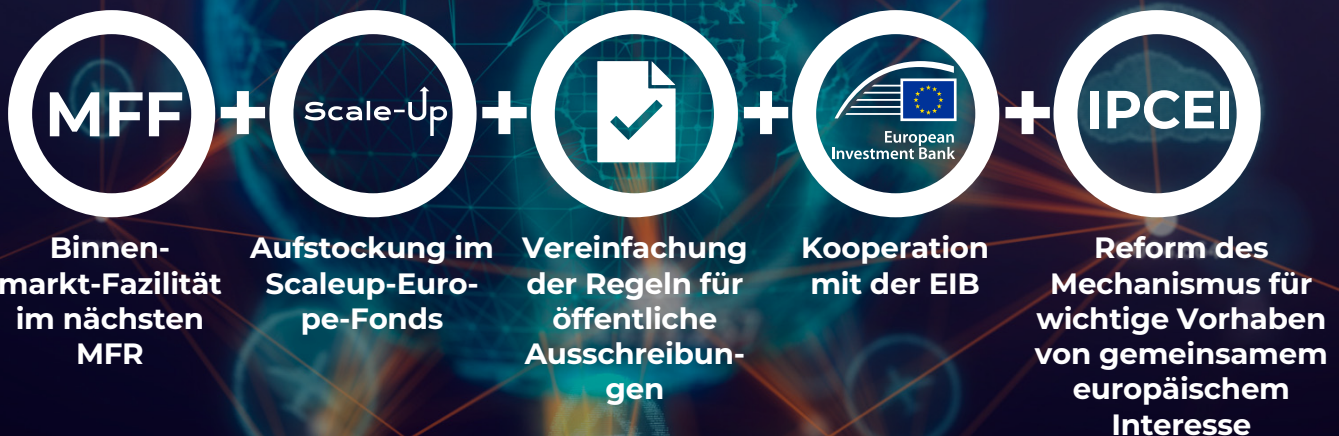 MFF
+
Scale-Up
+
+
European
Investment Bank
+
IPCEI
Binnen-
markt-Fazilität
im nächsten
MFR
Aufstockung im
Scaleup-Euro-
pe-Fonds
Vereinfachung
der Regeln für
öffentliche
Ausschreibun-
gen
Kooperation
mit der EIB
Reform des
Mechanismus für
wichtige Vorhaben
von gemeinsamem
europäischem
Interesse